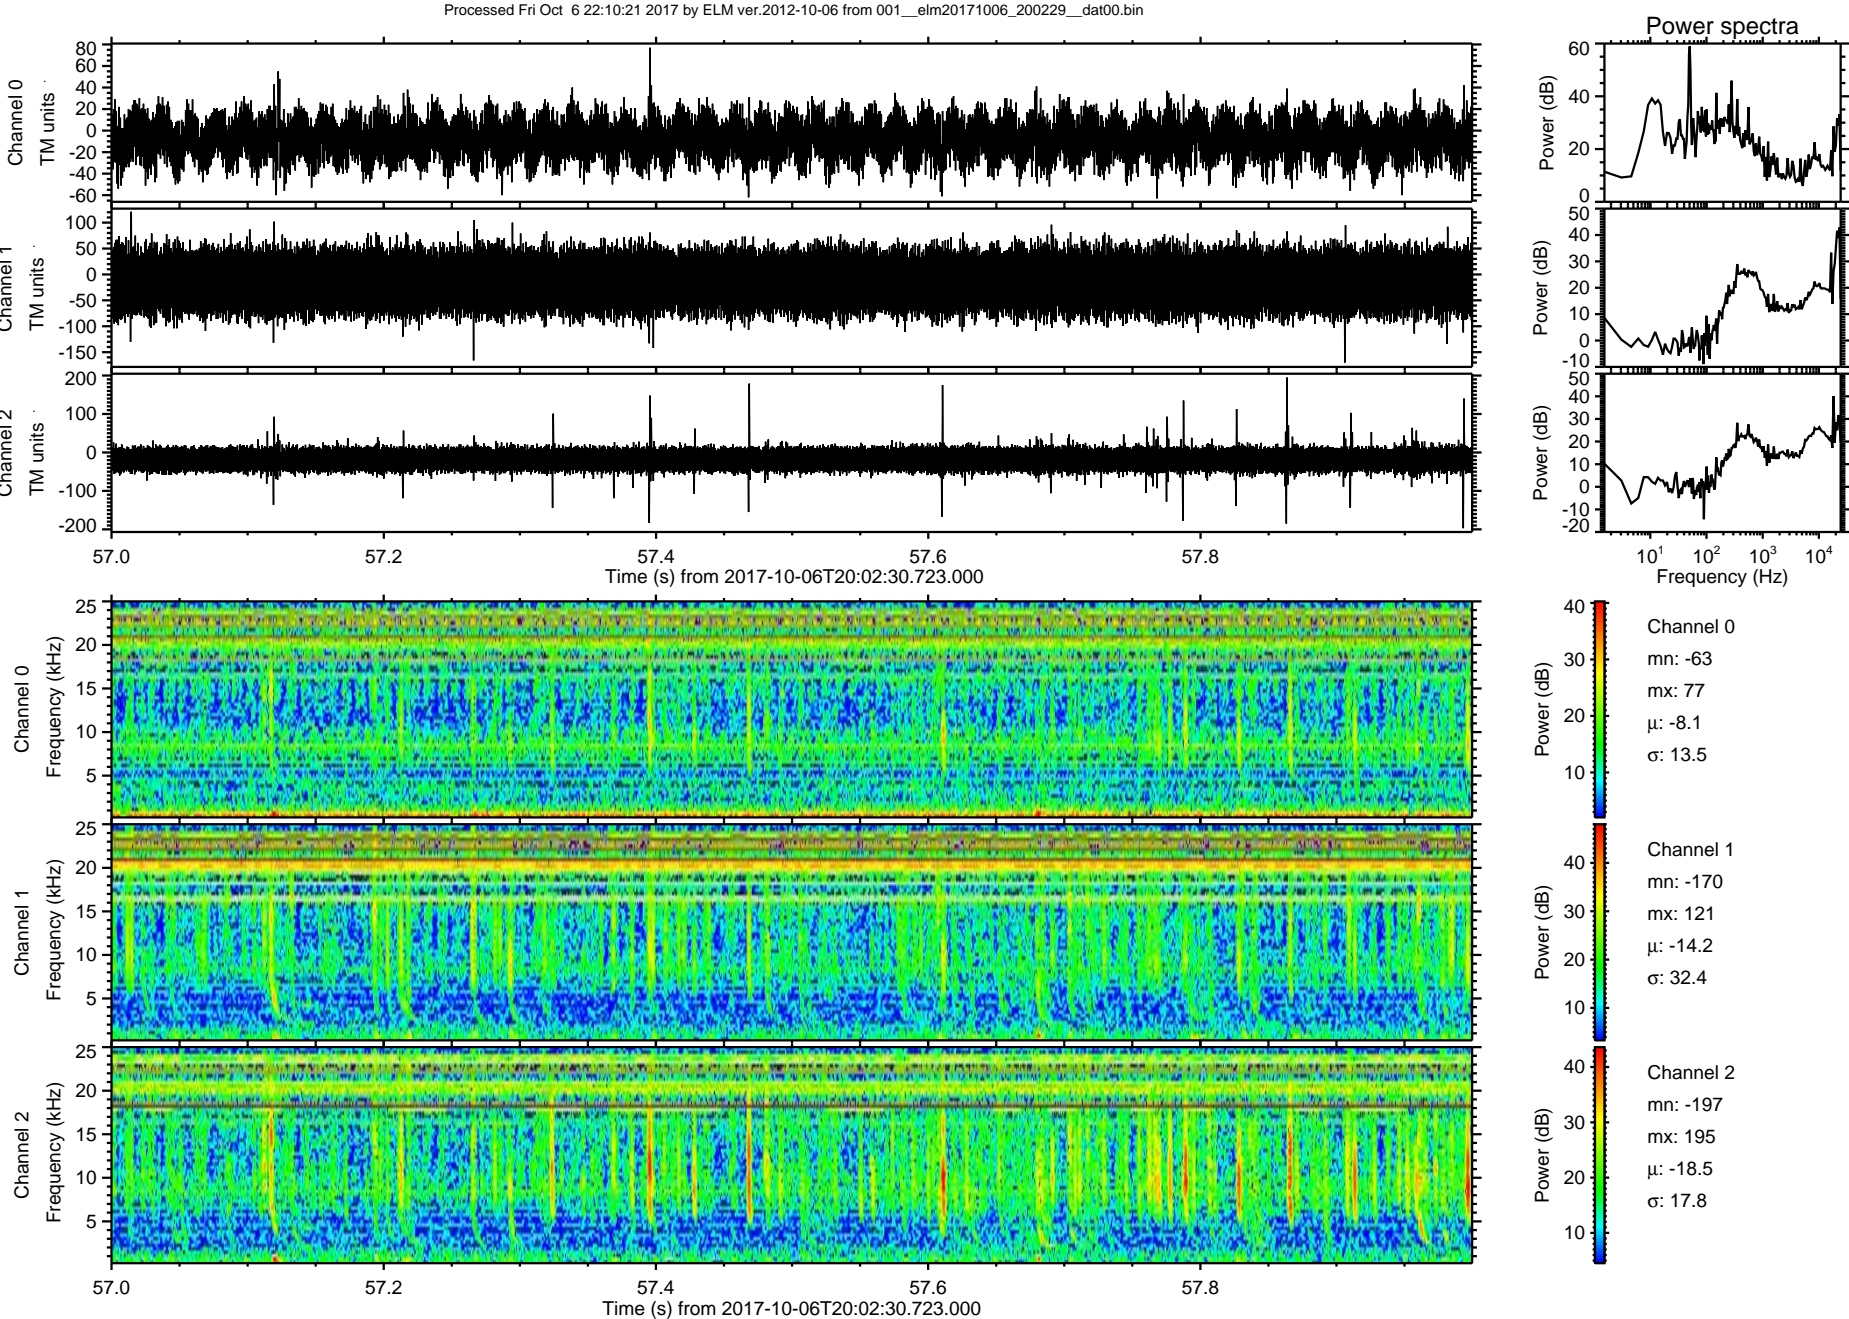 Processed Fri Oct  6 22:10:21 2017 by ELM ver.2012-10-06 from 001__elm20171006_200229__dat00.bin
Power spectra
Channel 0
TM units
80
60
40
20
0
-20
-40
-60
Power (dB)
60
40
20
0
Channel 1
TM units
100
50
0
-50
-100
-150
Power (dB)
50
40
30
20
10
0
-10
Channel 2
TM units
200
100
0
-100
-200
Power (dB)
50
40
30
20
10
0
-10
-20
57.0 57.2 57.4 57.6 57.8
Time (s) from 2017-10-06T20:02:30.723.000
10¹ 10² 10³ 10⁴
Frequency (Hz)
Channel 0
Frequency (kHz)
25
20
15
10
5
Power (dB)
40
30
20
10
Channel 0
mn: -63
mx: 77
μ: -8.1
σ: 13.5
Channel 1
Frequency (kHz)
25
20
15
10
5
Power (dB)
40
30
20
10
Channel 1
mn: -170
mx: 121
μ: -14.2
σ: 32.4
Channel 2
Frequency (kHz)
25
20
15
10
5
Power (dB)
40
30
20
10
Channel 2
mn: -197
mx: 195
μ: -18.5
σ: 17.8
57.0 57.2 57.4 57.6 57.8
Time (s) from 2017-10-06T20:02:30.723.000